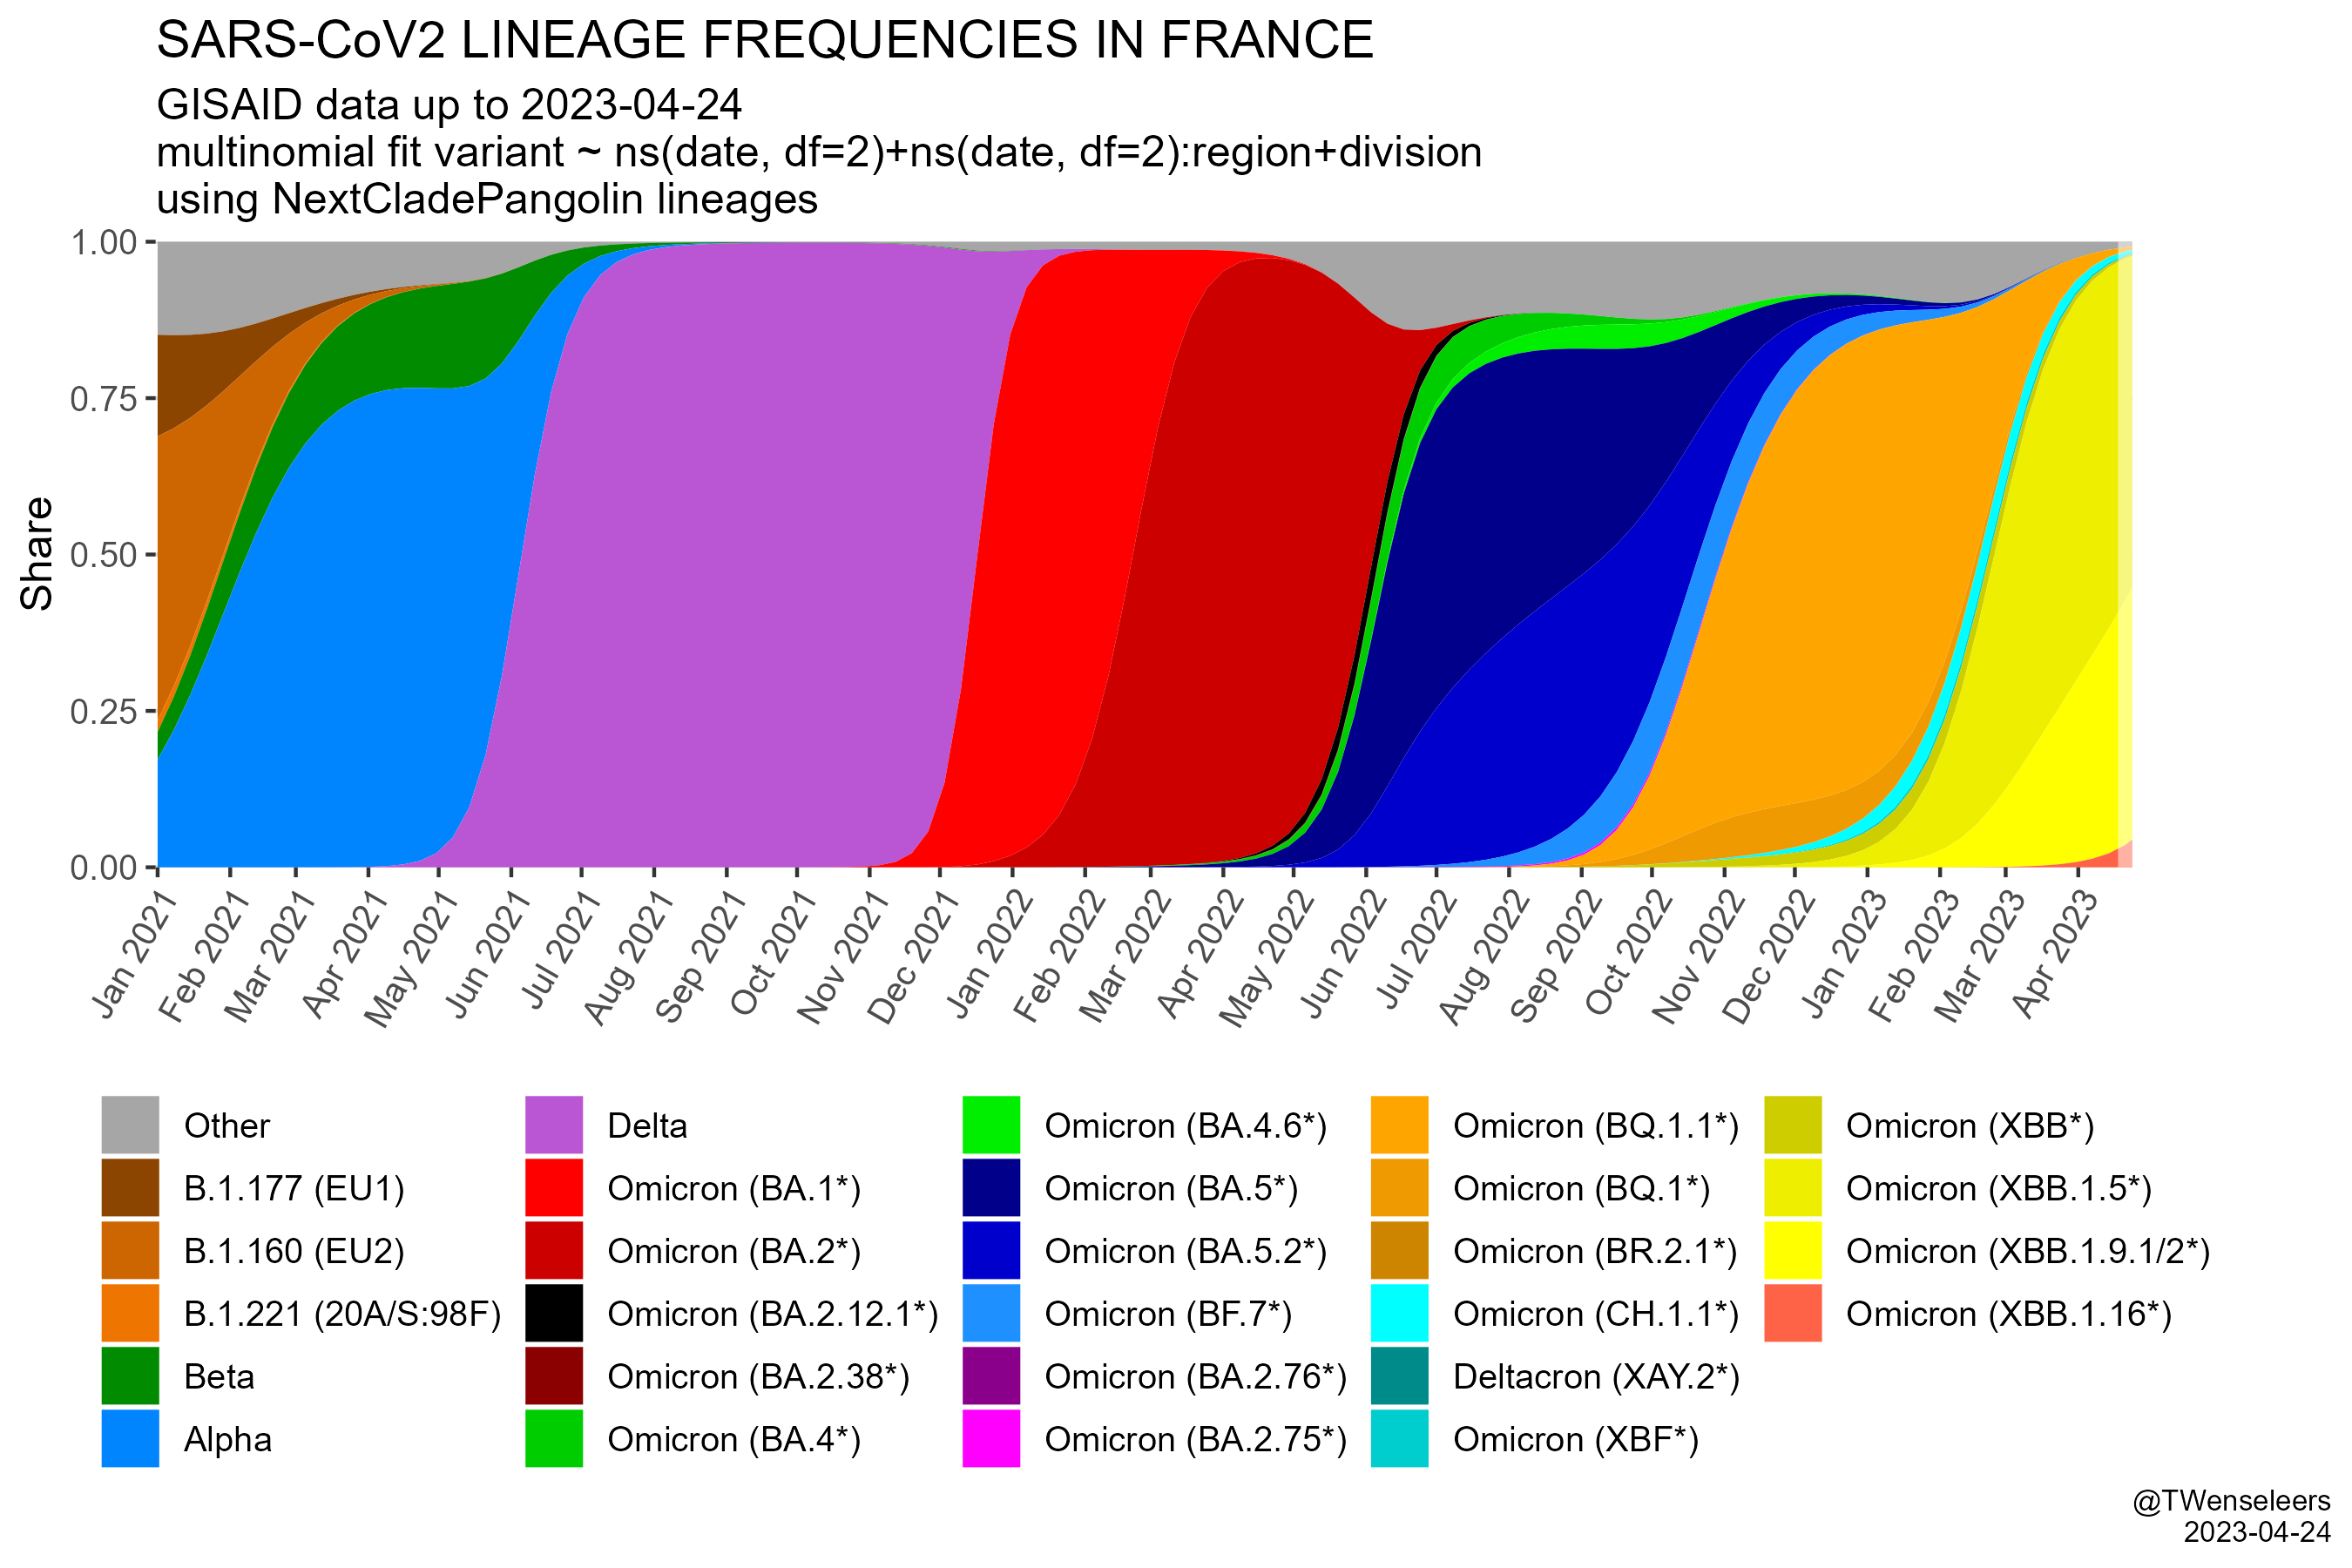 SARS-CoV2 LINEAGE FREQUENCIES IN FRANCE
GISAID data up to 2023-04-24
multinomial fit variant ~ ns(date, df=2)+ns(date, df=2):region+division
using NextCladePangolin lineages
1.00
0.75
0.50
0.25
0.00
Share
Jan 2021
Feb 2021
Mar 2021
Apr 2021
May 2021
Jun 2021
Jul 2021
Aug 2021
Sep 2021
Oct 2021
Nov 2021
Dec 2021
Jan 2022
Feb 2022
Mar 2022
Apr 2022
May 2022
Jun 2022
Jul 2022
Aug 2022
Sep 2022
Oct 2022
Nov 2022
Dec 2022
Jan 2023
Feb 2023
Mar 2023
Apr 2023
Other
B.1.177 (EU1)
B.1.160 (EU2)
B.1.221 (20A/S:98F)
Beta
Alpha
Delta
Omicron (BA.1*)
Omicron (BA.2*)
Omicron (BA.2.12.1*)
Omicron (BA.2.38*)
Omicron (BA.4*)
Omicron (BA.4.6*)
Omicron (BA.5*)
Omicron (BA.5.2*)
Omicron (BF.7*)
Omicron (BA.2.76*)
Omicron (BA.2.75*)
Omicron (BQ.1.1*)
Omicron (BQ.1*)
Omicron (BR.2.1*)
Omicron (CH.1.1*)
Deltacron (XAY.2*)
Omicron (XBF*)
Omicron (XBB*)
Omicron (XBB.1.5*)
Omicron (XBB.1.9.1/2*)
Omicron (XBB.1.16*)
@TWenseleers
2023-04-24